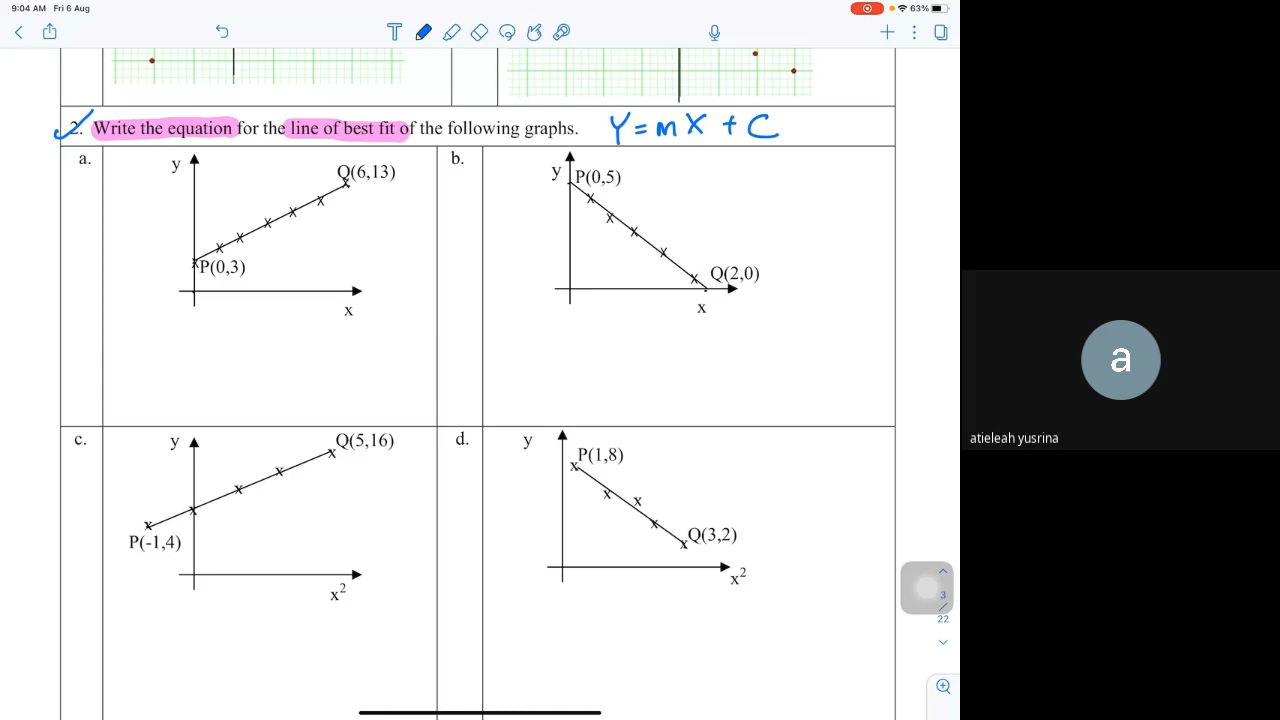 9:04 AM Fri 6 Aug
63%
2. Write the equation for the line of best fit of the following graphs. Y = mX + C
a.
y
Q(6,13)
P(0,3)
x
b.
y
P(0,5)
Q(2,0)
x
c.
y
Q(5,16)
P(-1,4)
x²
d.
y
P(1,8)
Q(3,2)
x²
3
/
22
a
atieleah yusrina